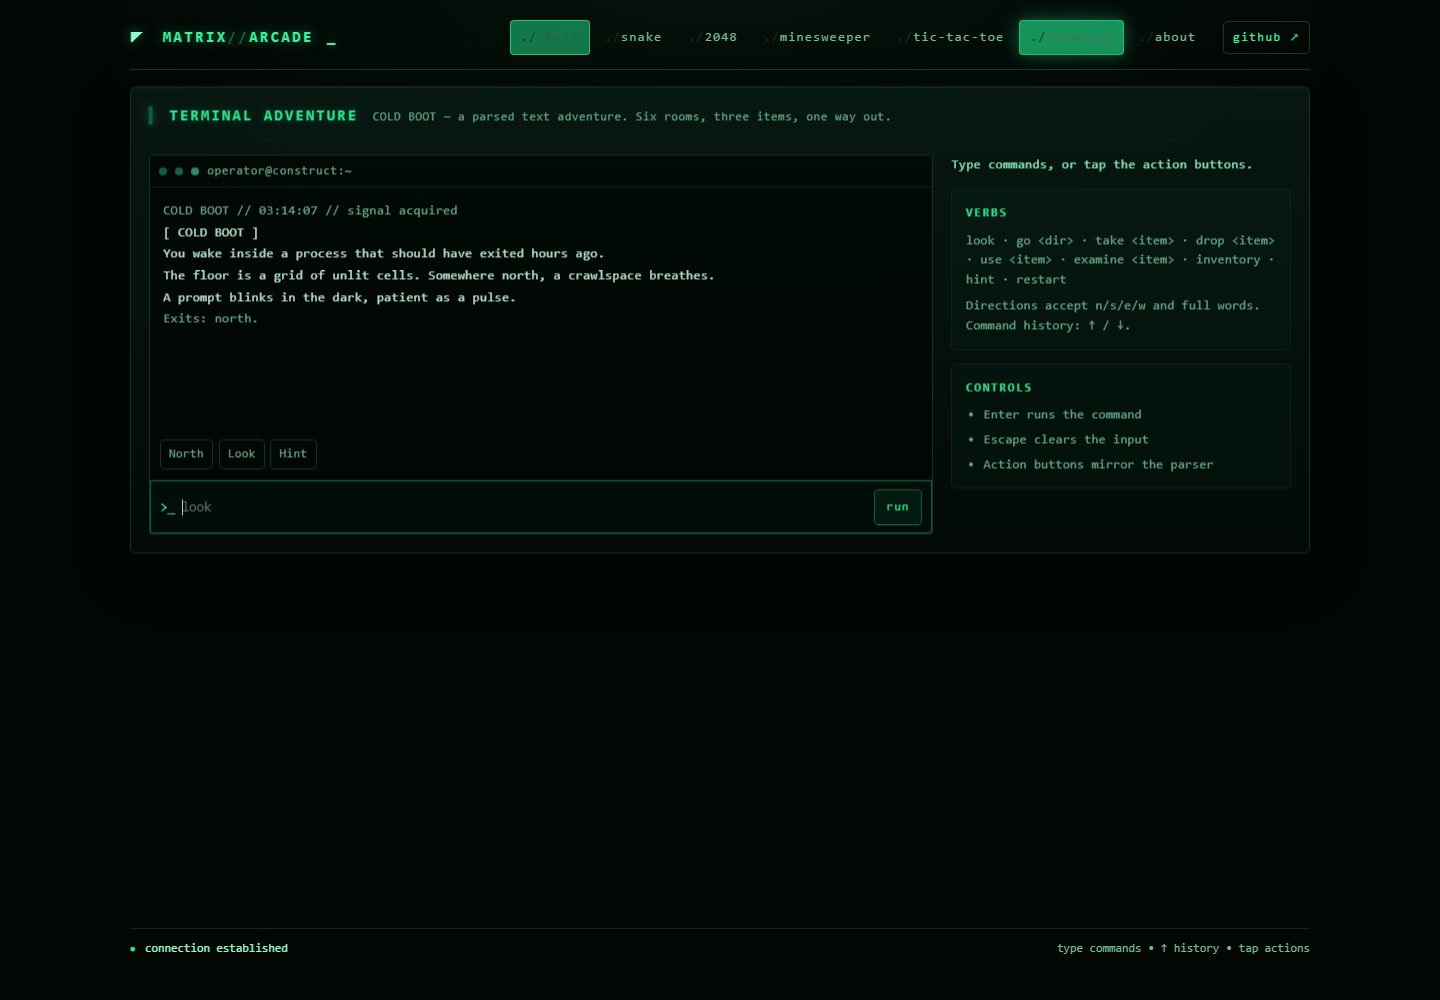 MATRIX//ARCADE _
./chess
./snake
./2048
./minesweeper
./tic-tac-toe
./terminal
./about
github ↗
TERMINAL ADVENTURE COLD BOOT — a parsed text adventure. Six rooms, three items, one way out.
operator@construct:~
COLD BOOT // 03:14:07 // signal acquired
[ COLD BOOT ]
You wake inside a process that should have exited hours ago.
The floor is a grid of unlit cells. Somewhere north, a crawlspace breathes.
A prompt blinks in the dark, patient as a pulse.
Exits: north.
North
Look
Hint
>_ look
run
Type commands, or tap the action buttons.
VERBS
look · go <dir> · take <item> · drop <item>
· use <item> · examine <item> · inventory ·
hint · restart
Directions accept n/s/e/w and full words.
Command history: ↑ / ↓.
CONTROLS
• Enter runs the command
• Escape clears the input
• Action buttons mirror the parser
connection established
type commands • ↑ history • tap actions